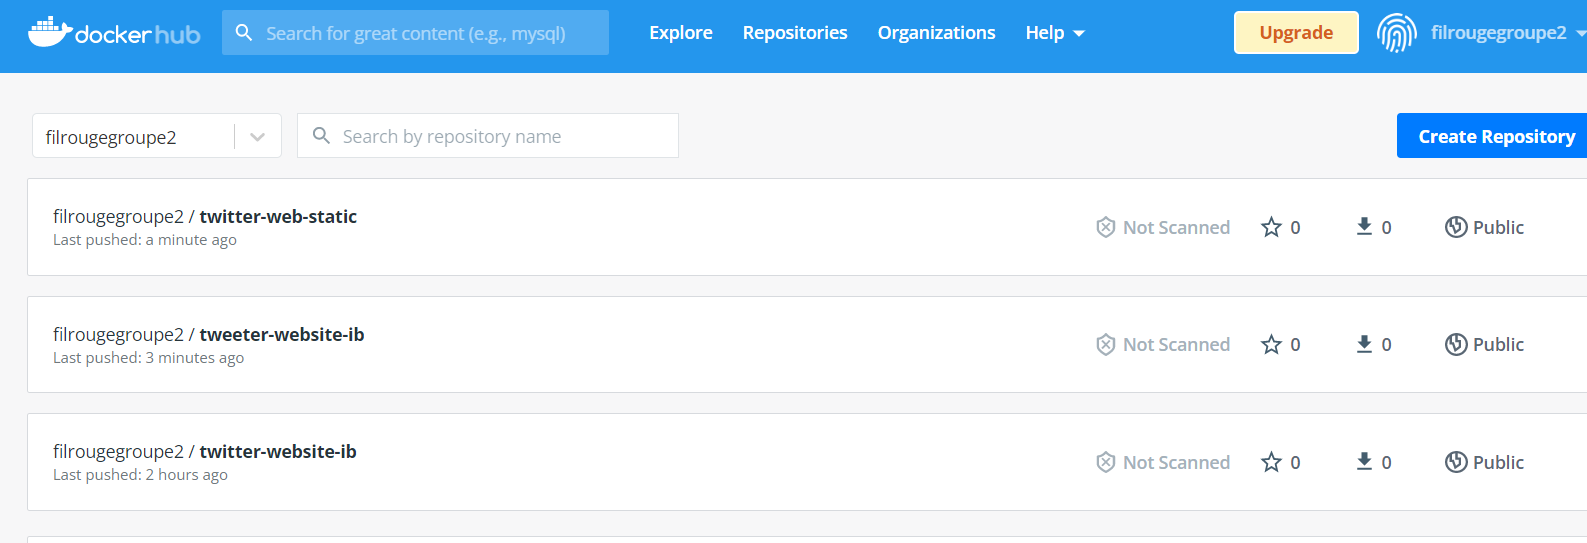 docker hub Search for great content (e.g., mysql) Explore Repositories Organizations Help Upgrade filrougegroupe2
filrougegroupe2 Search by repository name Create Repository
filrougegroupe2 / twitter-web-static
Last pushed: a minute ago
Not Scanned 0 0 Public
filrougegroupe2 / tweeter-website-ib
Last pushed: 3 minutes ago
Not Scanned 0 0 Public
filrougegroupe2 / twitter-website-ib
Last pushed: 2 hours ago
Not Scanned 0 0 Public